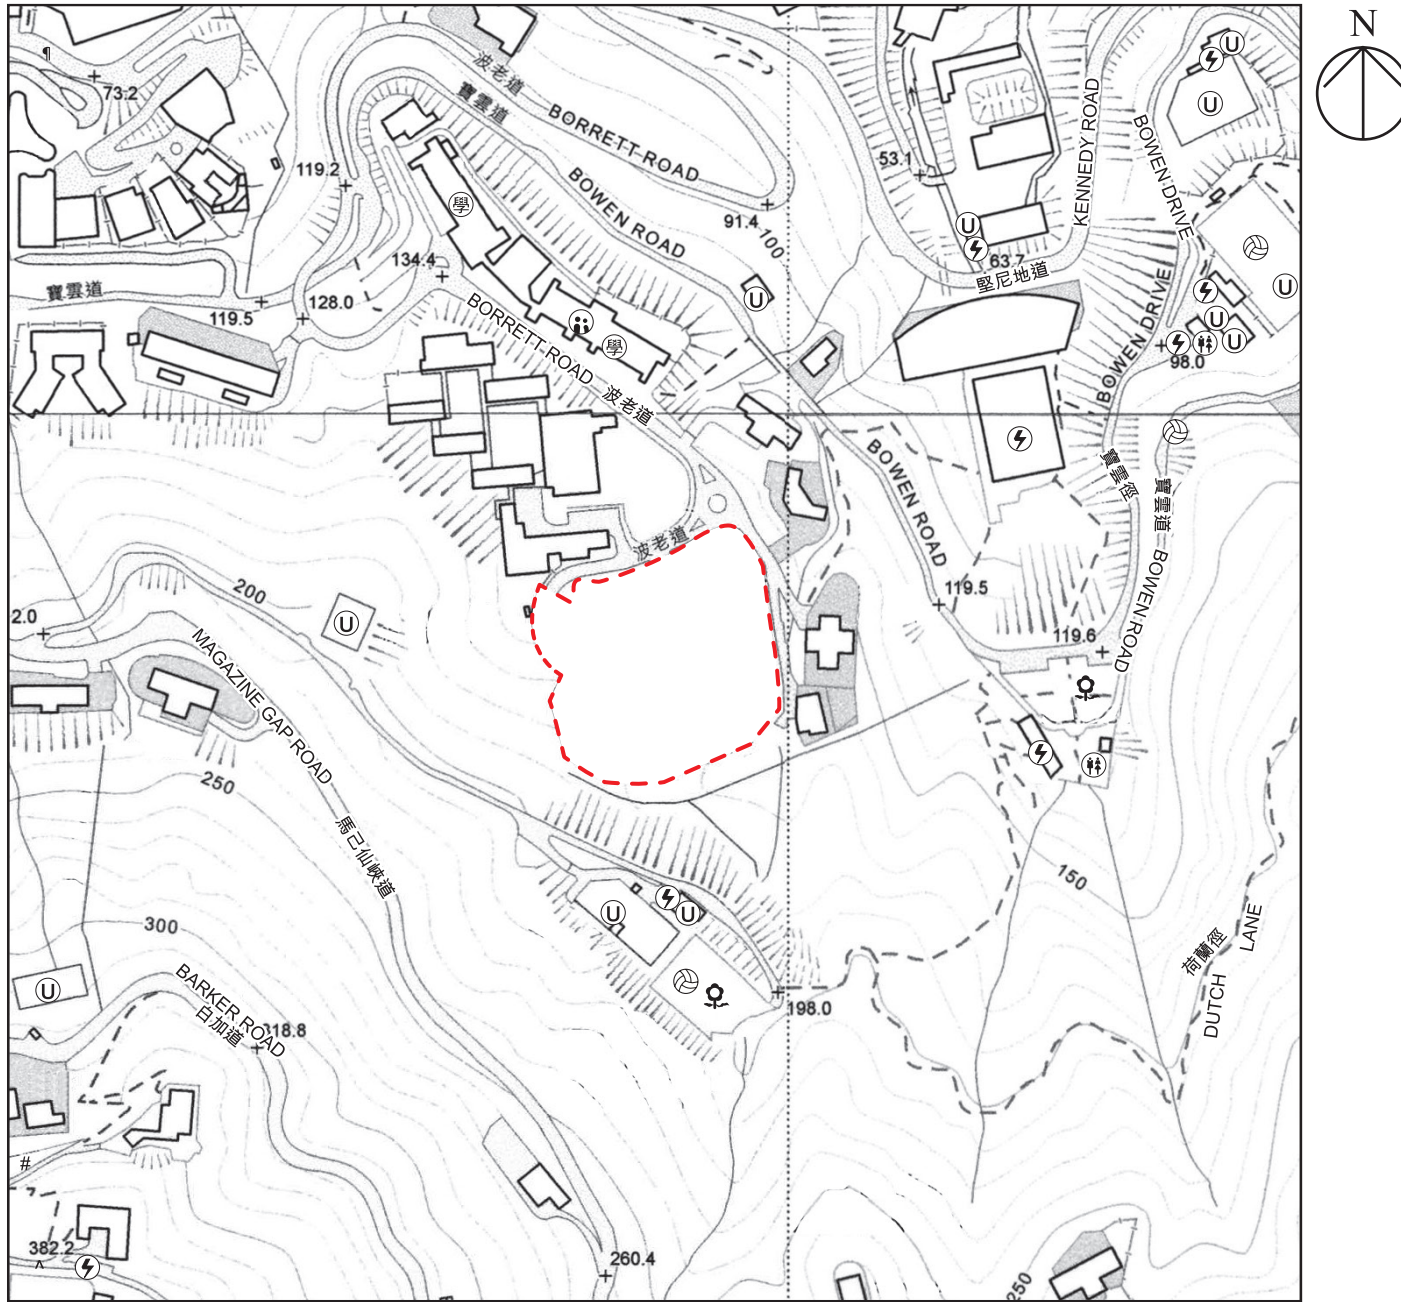 N
¶
73.2
波老道
寶雲道
BORRETT ROAD
BOWEN ROAD
KENNEDY ROAD
BOWEN DRIVE
U
U
119.2
53.1
學
91.4
100
U
63.7
堅尼地道
134.4
寶雲道
119.5
128.0
BORRETT ROAD
波老道
學
U
BOWEN DRIVE
U
U
U
98.0
BOWEN ROAD
寶雲徑
寶雲道
BOWEN ROAD
波老道
200
2.0
U
119.5
119.6
MAGAZINE GAP ROAD
馬己仙峽道
250
150
300
U
U
荷蘭徑
DUTCH LANE
U
BARKER ROAD
白加道
318.8
198.0
#
382.2
^
260.4
250